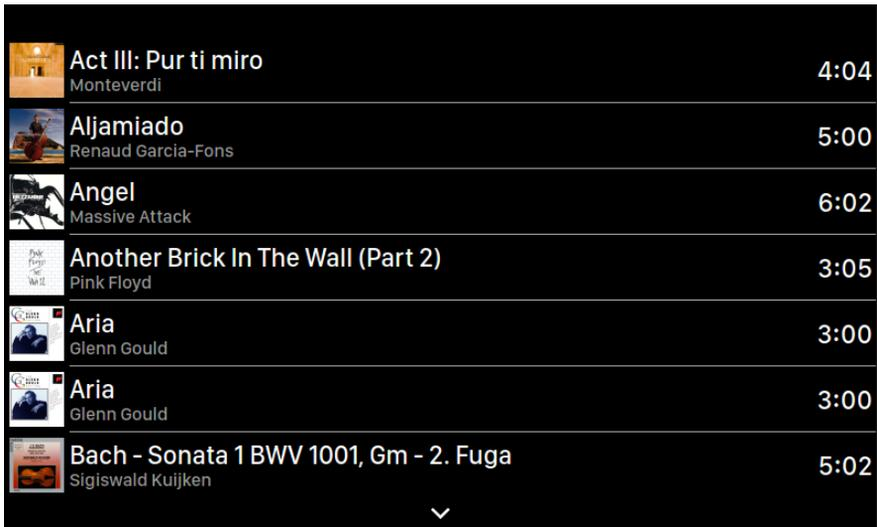 Act III: Pur ti miro
Monteverdi
4:04
Aljamiado
Renaud Garcia-Fons
5:00
Angel
Massive Attack
6:02
Another Brick In The Wall (Part 2)
Pink Floyd
3:05
Aria
Glenn Gould
3:00
Aria
Glenn Gould
3:00
Bach - Sonata 1 BWV 1001, Gm - 2. Fuga
Sigiswald Kuijken
5:02